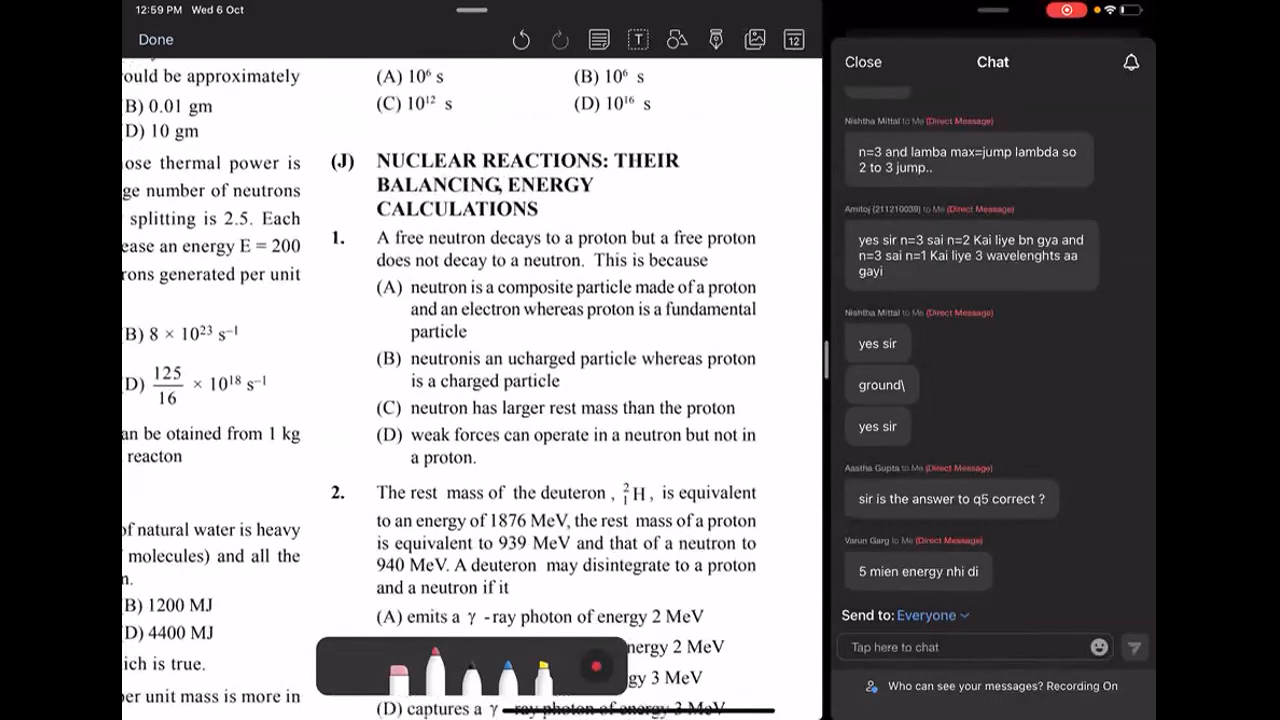 12:59 PM Wed 6 Oct
Done
12
ould be approximately
B) 0.01 gm
D) 10 gm
ose thermal power is
ge number of neutrons
splitting is 2.5. Each
ease an energy E = 200
rons generated per unit
B) 8 × 10²³ s⁻¹
D) 125/16 × 10¹⁸ s⁻¹
an be otained from 1 kg
reacton
of natural water is heavy
molecules) and all the
n.
B) 1200 MJ
D) 4400 MJ
ich is true.
per unit mass is more in
(A) 10⁶ s (B) 10⁶ s
(C) 10¹² s (D) 10¹⁶ s
(J) NUCLEAR REACTIONS: THEIR
BALANCING, ENERGY
CALCULATIONS
1. A free neutron decays to a proton but a free proton
does not decay to a neutron. This is because
(A) neutron is a composite particle made of a proton
and an electron whereas proton is a fundamental
particle
(B) neutronis an ucharged particle whereas proton
is a charged particle
(C) neutron has larger rest mass than the proton
(D) weak forces can operate in a neutron but not in
a proton.
2. The rest mass of the deuteron , ²₁H, is equivalent
to an energy of 1876 MeV, the rest mass of a proton
is equivalent to 939 MeV and that of a neutron to
940 MeV. A deuteron may disintegrate to a proton
and a neutron if it
(A) emits a γ -ray photon of energy 2 MeV
nergy 2 MeV
gy 3 MeV
(D) captures a γ -ray photon of energy 3 MeV
Close
Chat
Nishtha Mittal to Me (Direct Message)
n=3 and lamba max=jump lambda so
2 to 3 jump..
Amitoj (211210039) to Me (Direct Message)
yes sir n=3 sai n=2 Kai liye bn gya and
n=3 sai n=1 Kai liye 3 wavelenghts aa
gayi
Nishtha Mittal to Me (Direct Message)
yes sir
ground\
yes sir
Aastha Gupta to Me (Direct Message)
sir is the answer to q5 correct ?
Varun Garg to Me (Direct Message)
5 mien energy nhi di
Send to: Everyone
Tap here to chat
Who can see your messages? Recording On